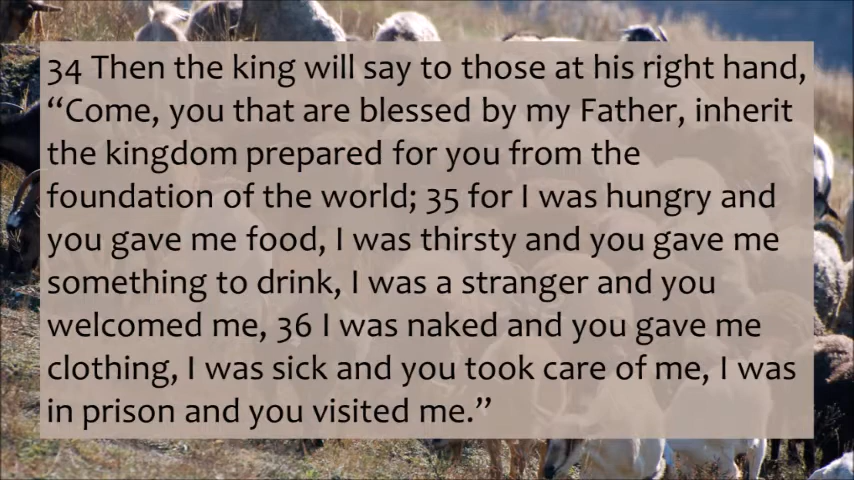 34 Then the king will say to those at his right hand,
“Come, you that are blessed by my Father, inherit
the kingdom prepared for you from the
foundation of the world; 35 for I was hungry and
you gave me food, I was thirsty and you gave me
something to drink, I was a stranger and you
welcomed me, 36 I was naked and you gave me
clothing, I was sick and you took care of me, I was
in prison and you visited me.”